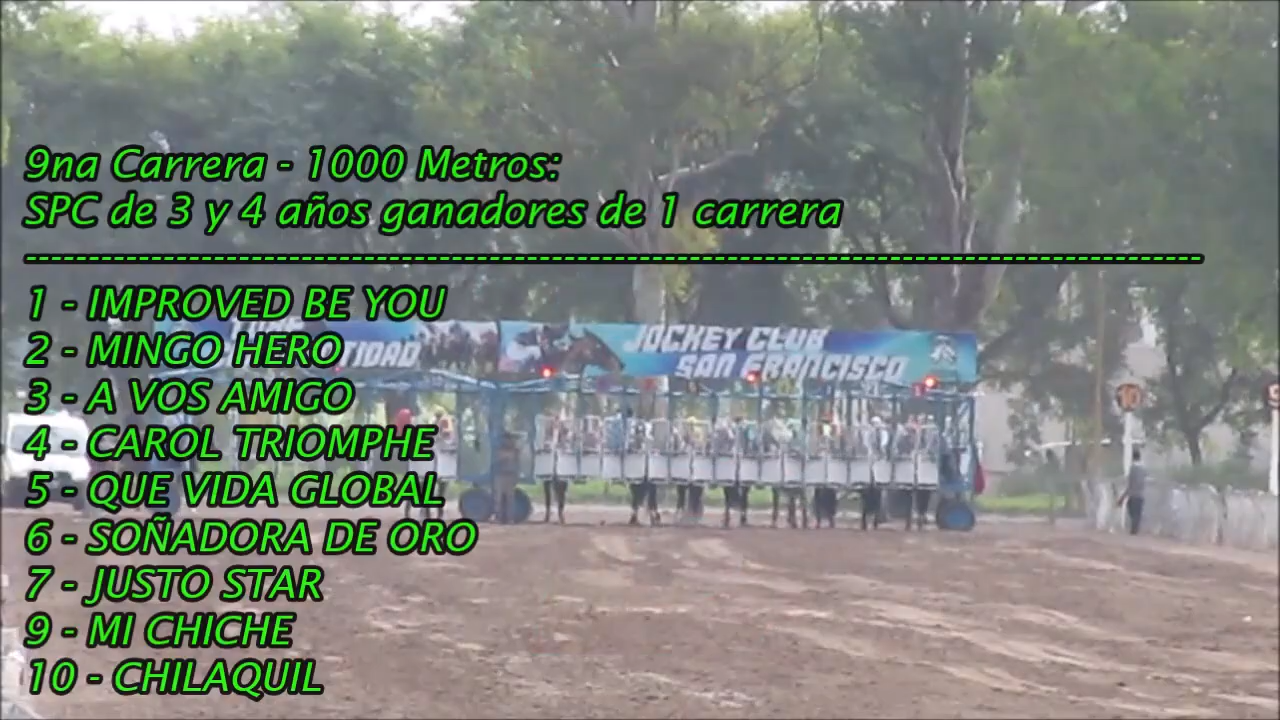 9na Carrera - 1000 Metros:
SPC de 3 y 4 años ganadores de 1 carrera
--------------------------------------------------------------------------------------------
1 - IMPROVED BE YOU
2 - MINGO HERO
3 - A VOS AMIGO
4 - CAROL TRIOMPHE
5 - QUE VIDA GLOBAL
6 - SOÑADORA DE ORO
7 - JUSTO STAR
9 - MI CHICHE
10 - CHILAQUIL
JOCKEY CLUB
SAN FRANCISCO
10